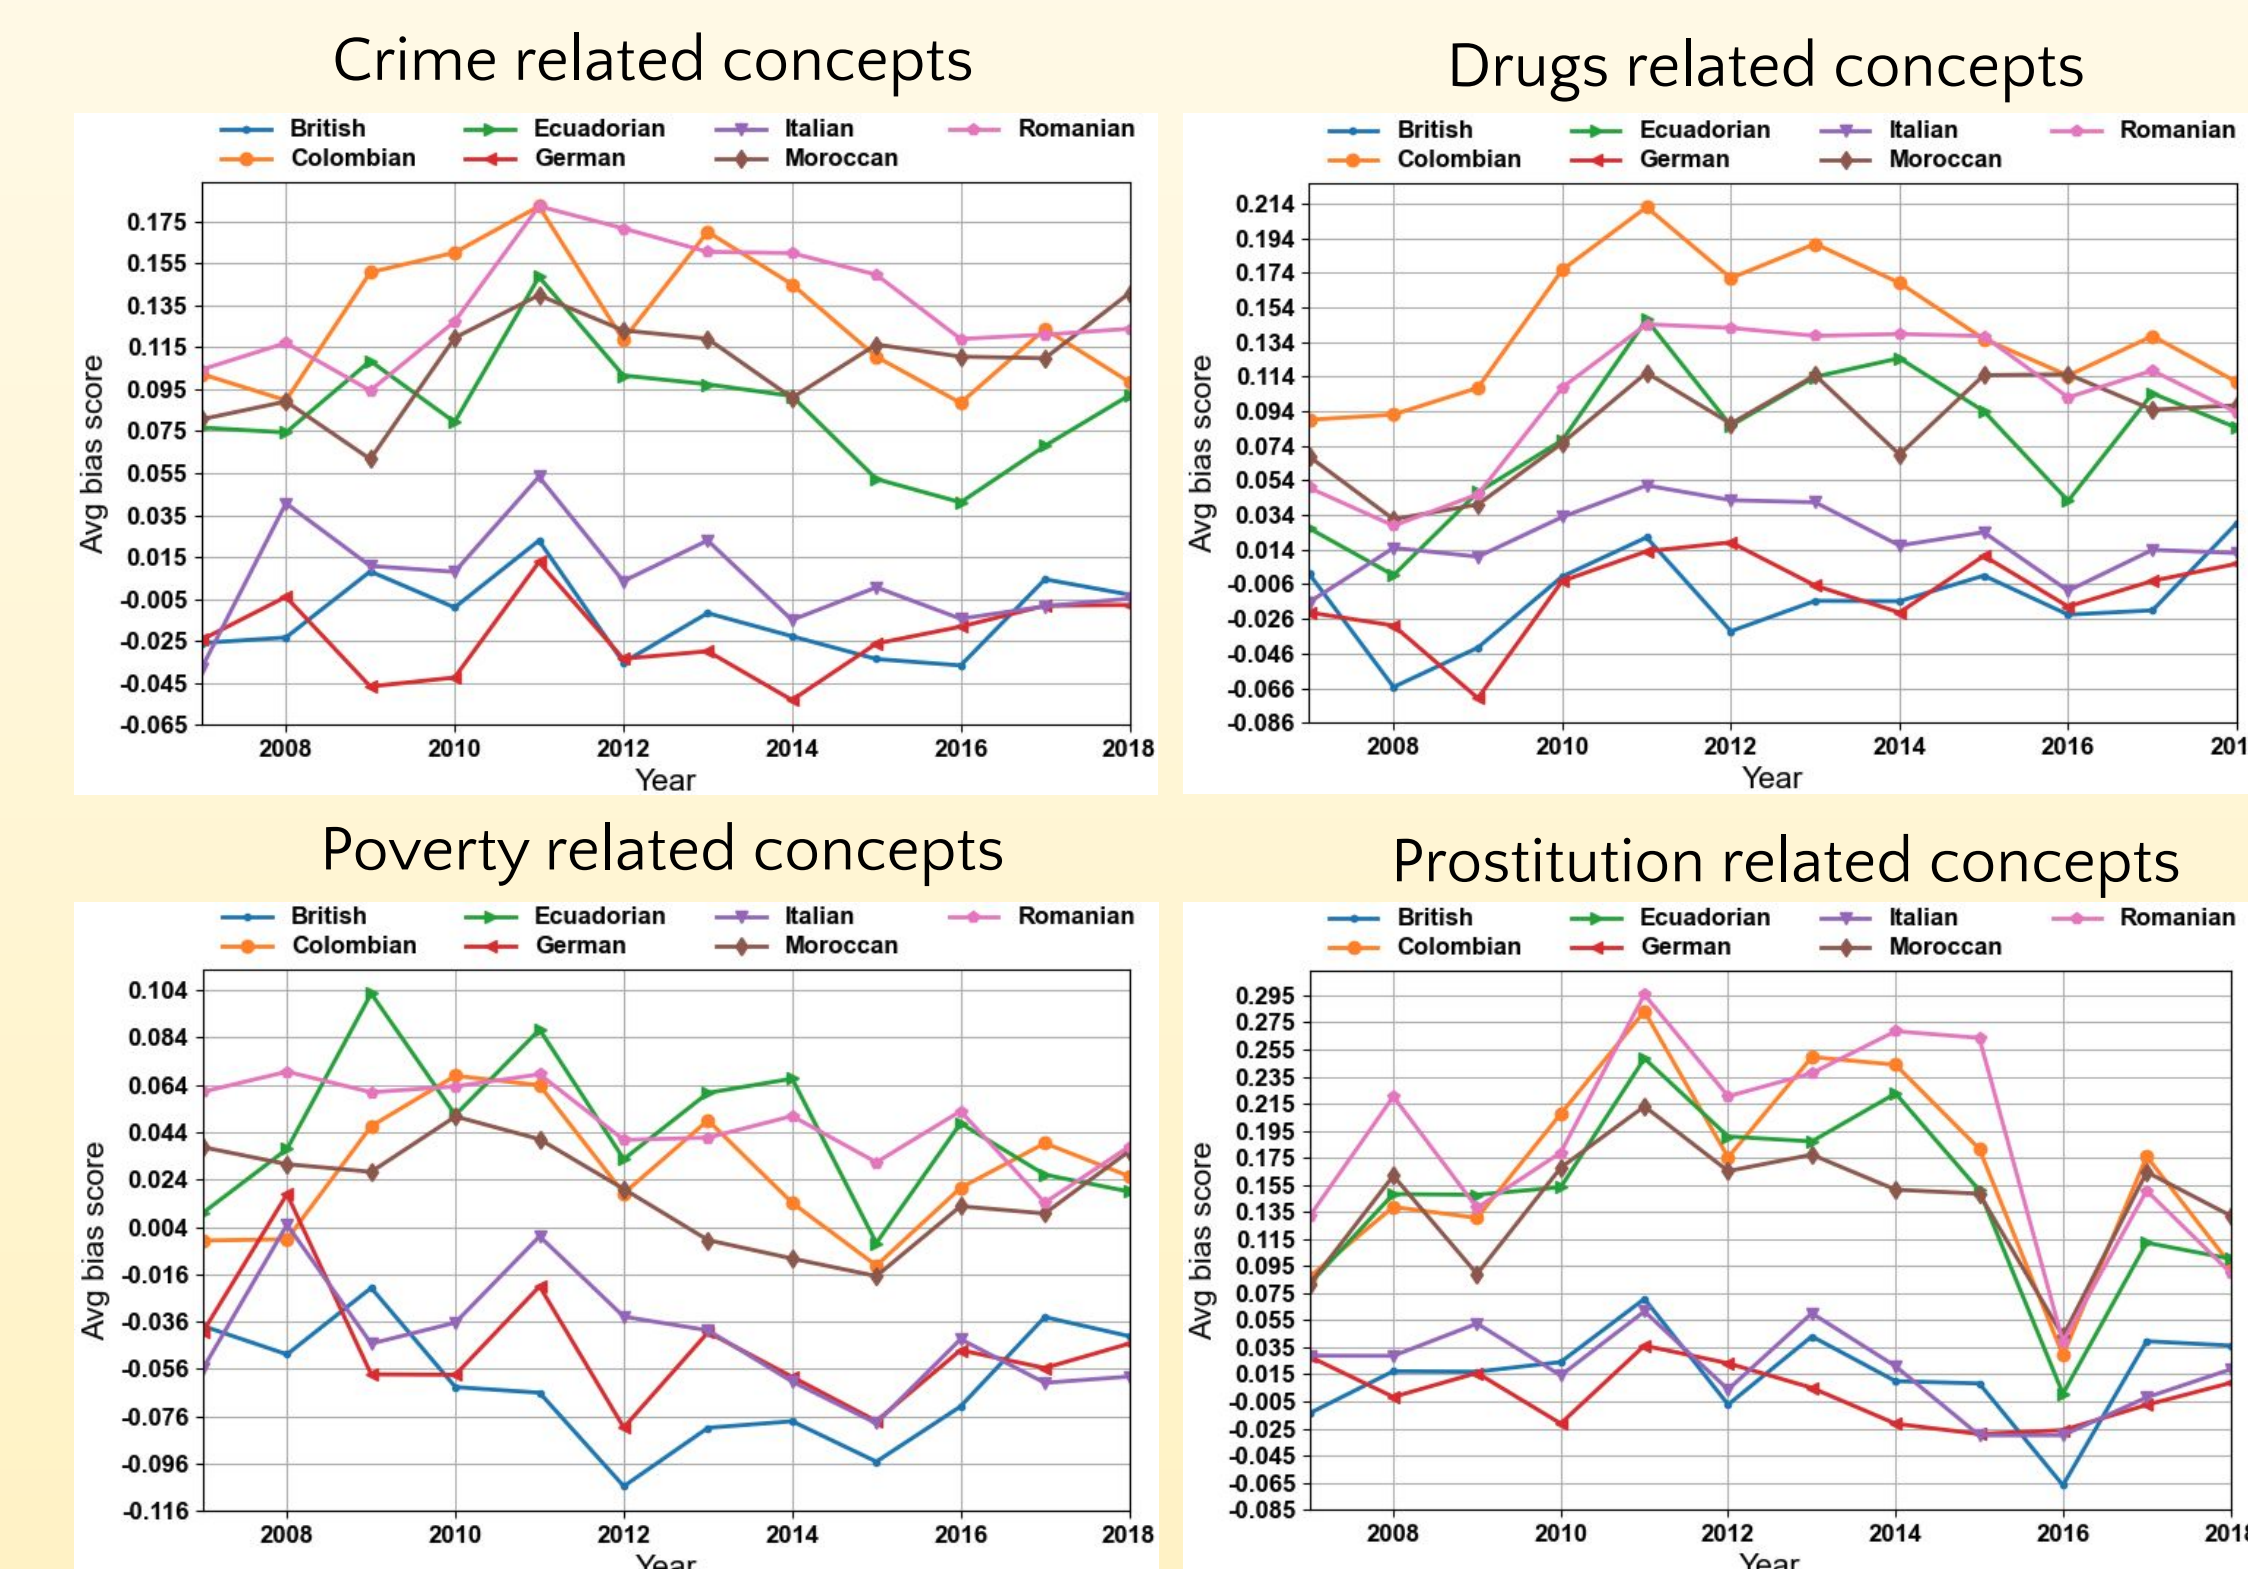 Crime related concepts
British Ecuadorian Italian Romanian
Colombian German Moroccan
0.175
0.155
0.135
0.115
0.095
0.075
0.055
0.035
0.015
-0.005
-0.025
-0.045
-0.065
Avg bias score
2008 2010 2012 2014 2016 2018
Year
Drugs related concepts
British Ecuadorian Italian Romanian
Colombian German Moroccan
0.214
0.194
0.174
0.154
0.134
0.114
0.094
0.074
0.054
0.034
0.014
-0.006
-0.026
-0.046
-0.066
-0.086
Avg bias score
2008 2010 2012 2014 2016 201
Year
Poverty related concepts
British Ecuadorian Italian Romanian
Colombian German Moroccan
0.104
0.084
0.064
0.044
0.024
0.004
-0.016
-0.036
-0.056
-0.076
-0.096
-0.116
Avg bias score
2008 2010 2012 2014 2016 2018
Year
Prostitution related concepts
British Ecuadorian Italian Romanian
Colombian German Moroccan
0.295
0.275
0.255
0.235
0.215
0.195
0.175
0.155
0.135
0.115
0.095
0.075
0.055
0.035
0.015
-0.005
-0.025
-0.045
-0.065
-0.085
Avg bias score
2008 2010 2012 2014 2016 2018
Year